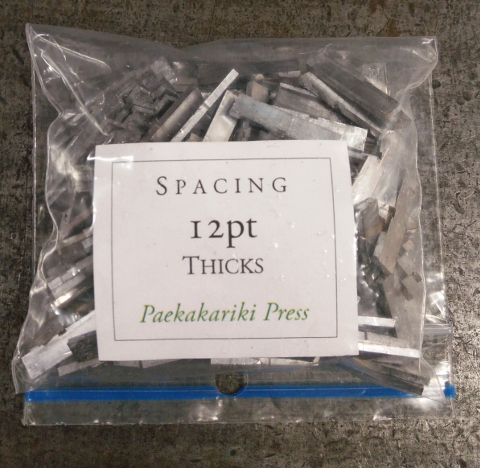 SPACING
12pt
THICKS
Paekakariki Press